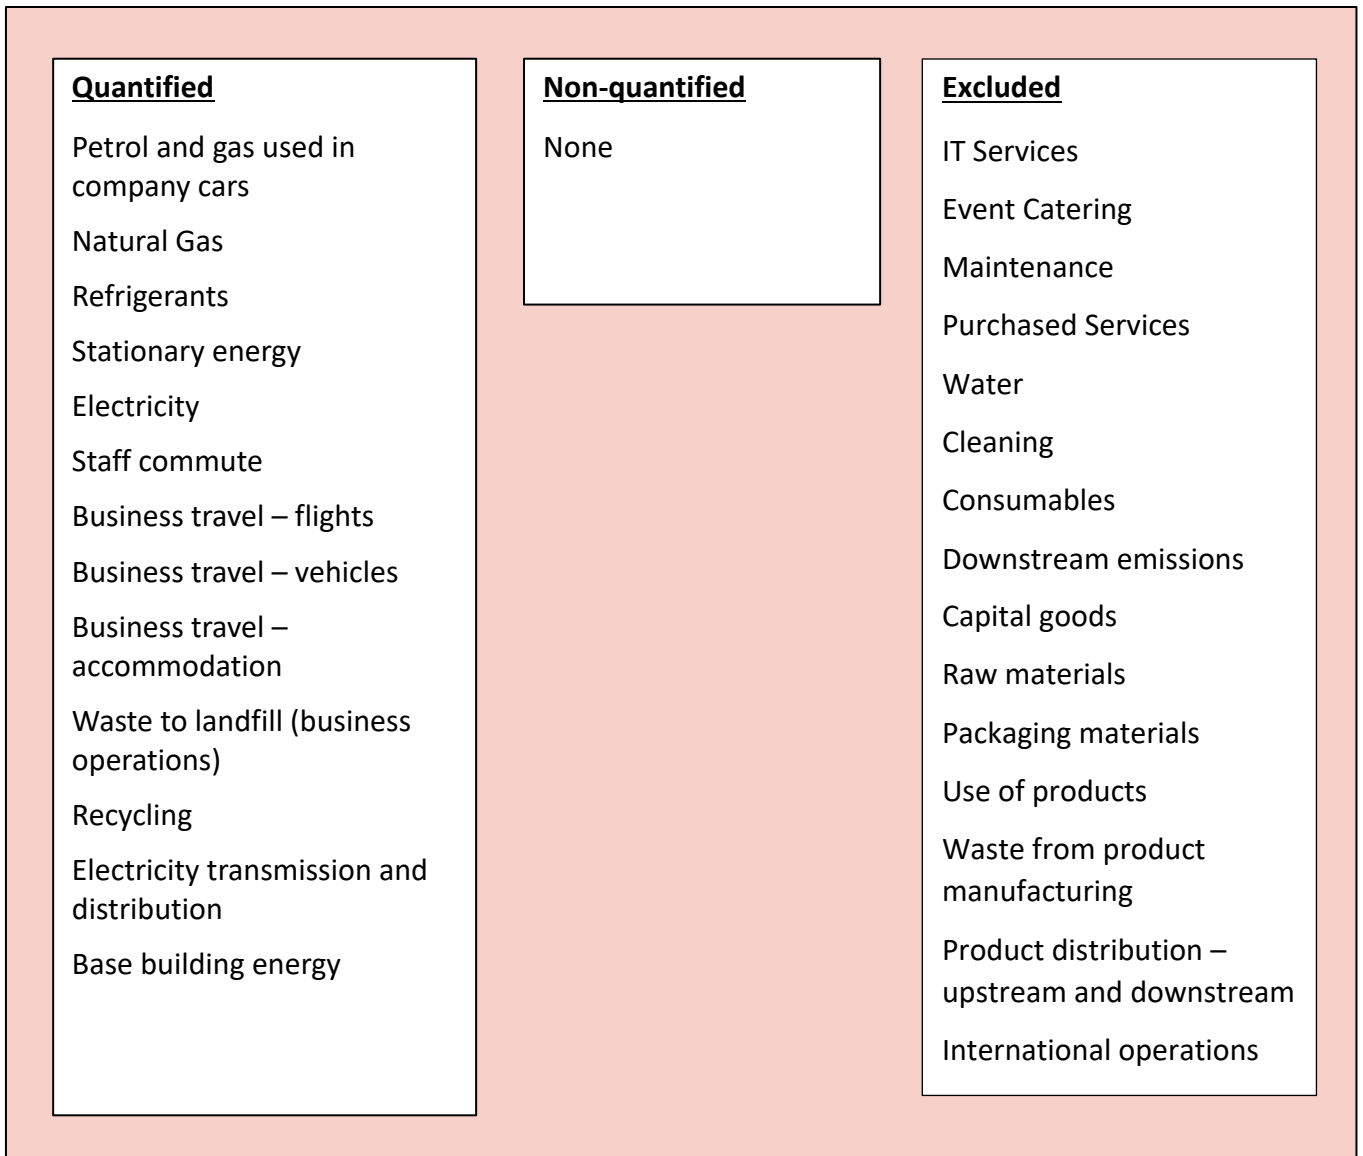 Quantified
Petrol and gas used in
company cars
Natural Gas
Refrigerants
Stationary energy
Electricity
Staff commute
Business travel – flights
Business travel – vehicles
Business travel –
accommodation
Waste to landfill (business
operations)
Recycling
Electricity transmission and
distribution
Base building energy
Non-quantified
None
Excluded
IT Services
Event Catering
Maintenance
Purchased Services
Water
Cleaning
Consumables
Downstream emissions
Capital goods
Raw materials
Packaging materials
Use of products
Waste from product
manufacturing
Product distribution –
upstream and downstream
International operations